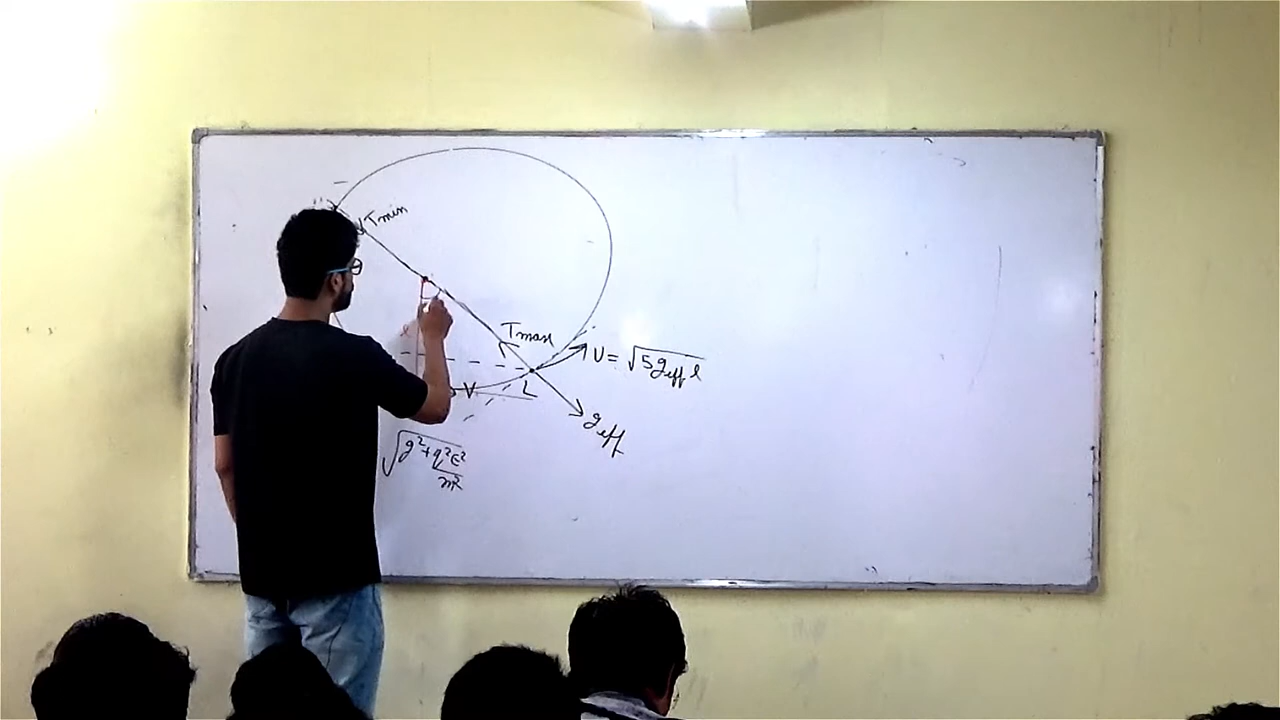 Tmin
Tmax
V = √5g_eff l
V L
g_eff
√g² + q²E²/m²